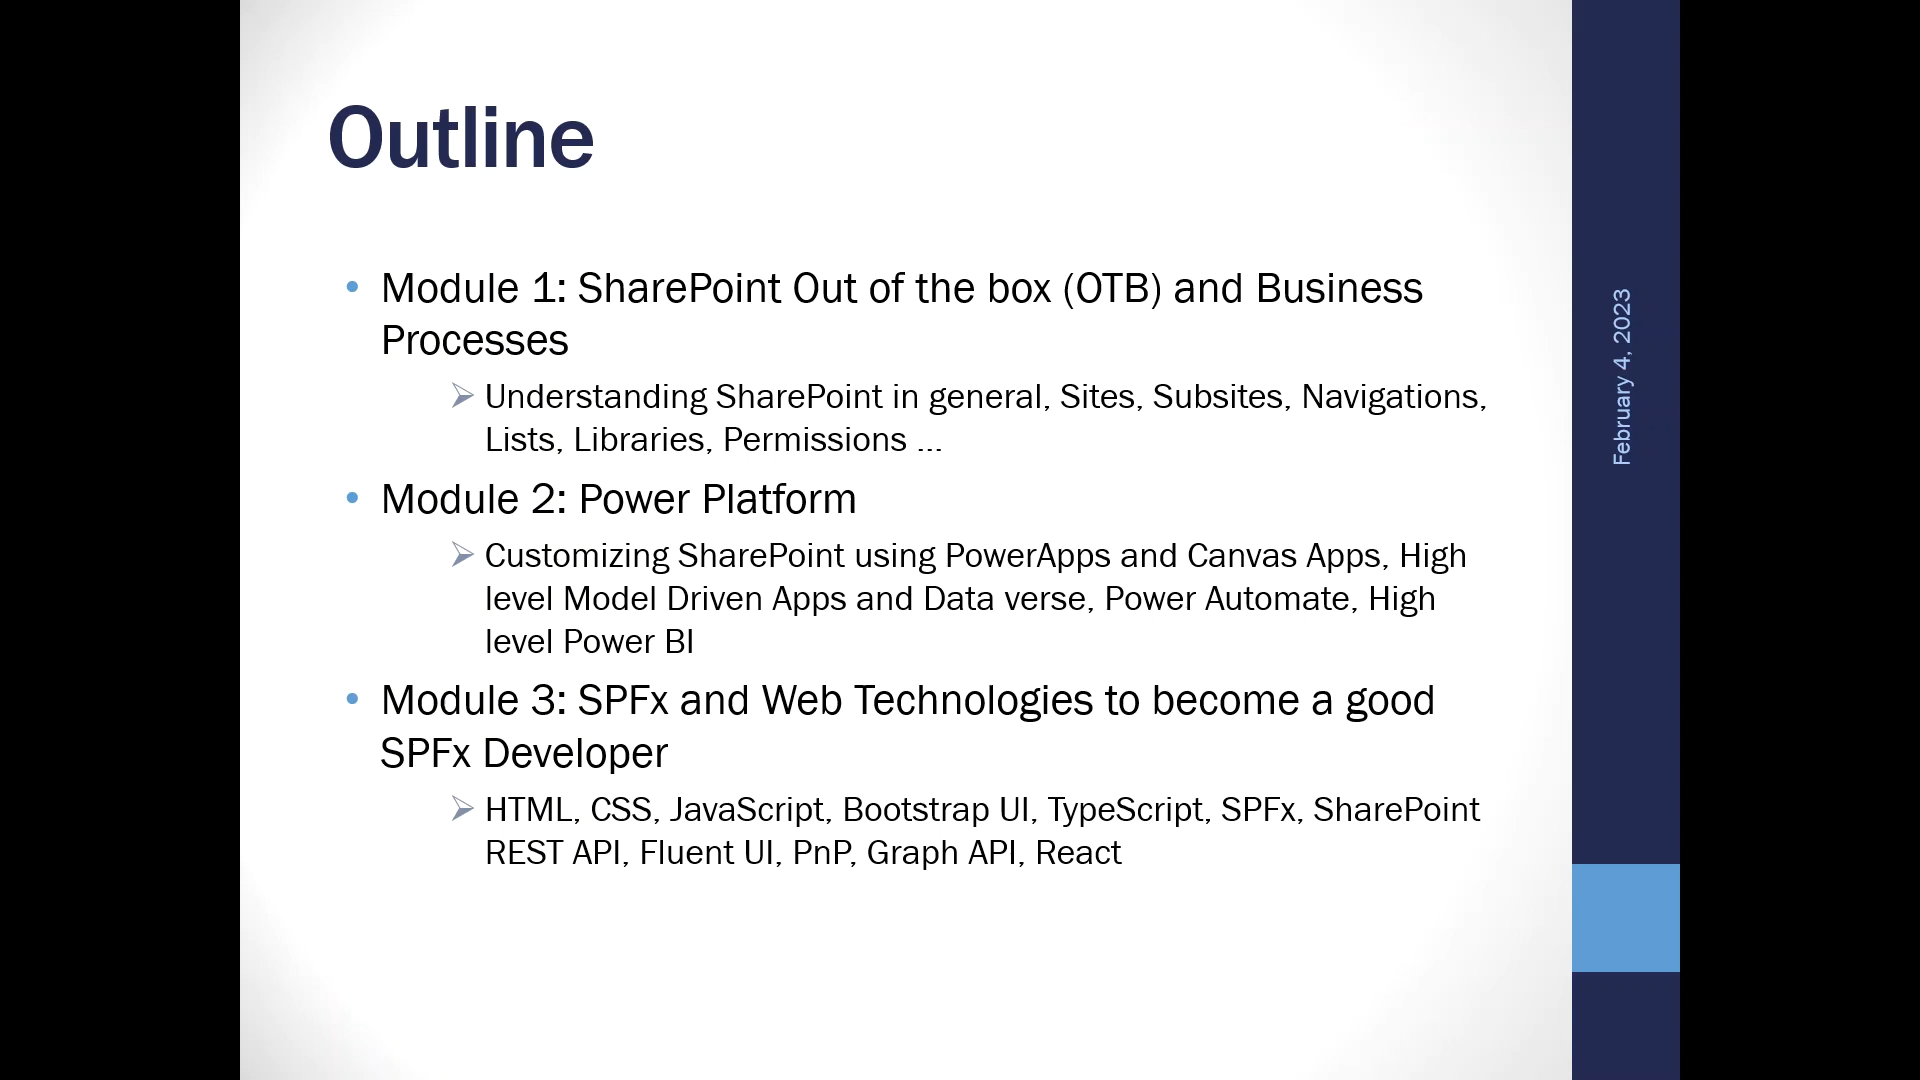 Outline
• Module 1: SharePoint Out of the box (OTB) and Business
Processes
➢ Understanding SharePoint in general, Sites, Subsites, Navigations,
Lists, Libraries, Permissions ...
• Module 2: Power Platform
➢ Customizing SharePoint using PowerApps and Canvas Apps, High
level Model Driven Apps and Data verse, Power Automate, High
level Power BI
• Module 3: SPFx and Web Technologies to become a good
SPFx Developer
➢ HTML, CSS, JavaScript, Bootstrap UI, TypeScript, SPFx, SharePoint
REST API, Fluent UI, PnP, Graph API, React
February 4, 2023